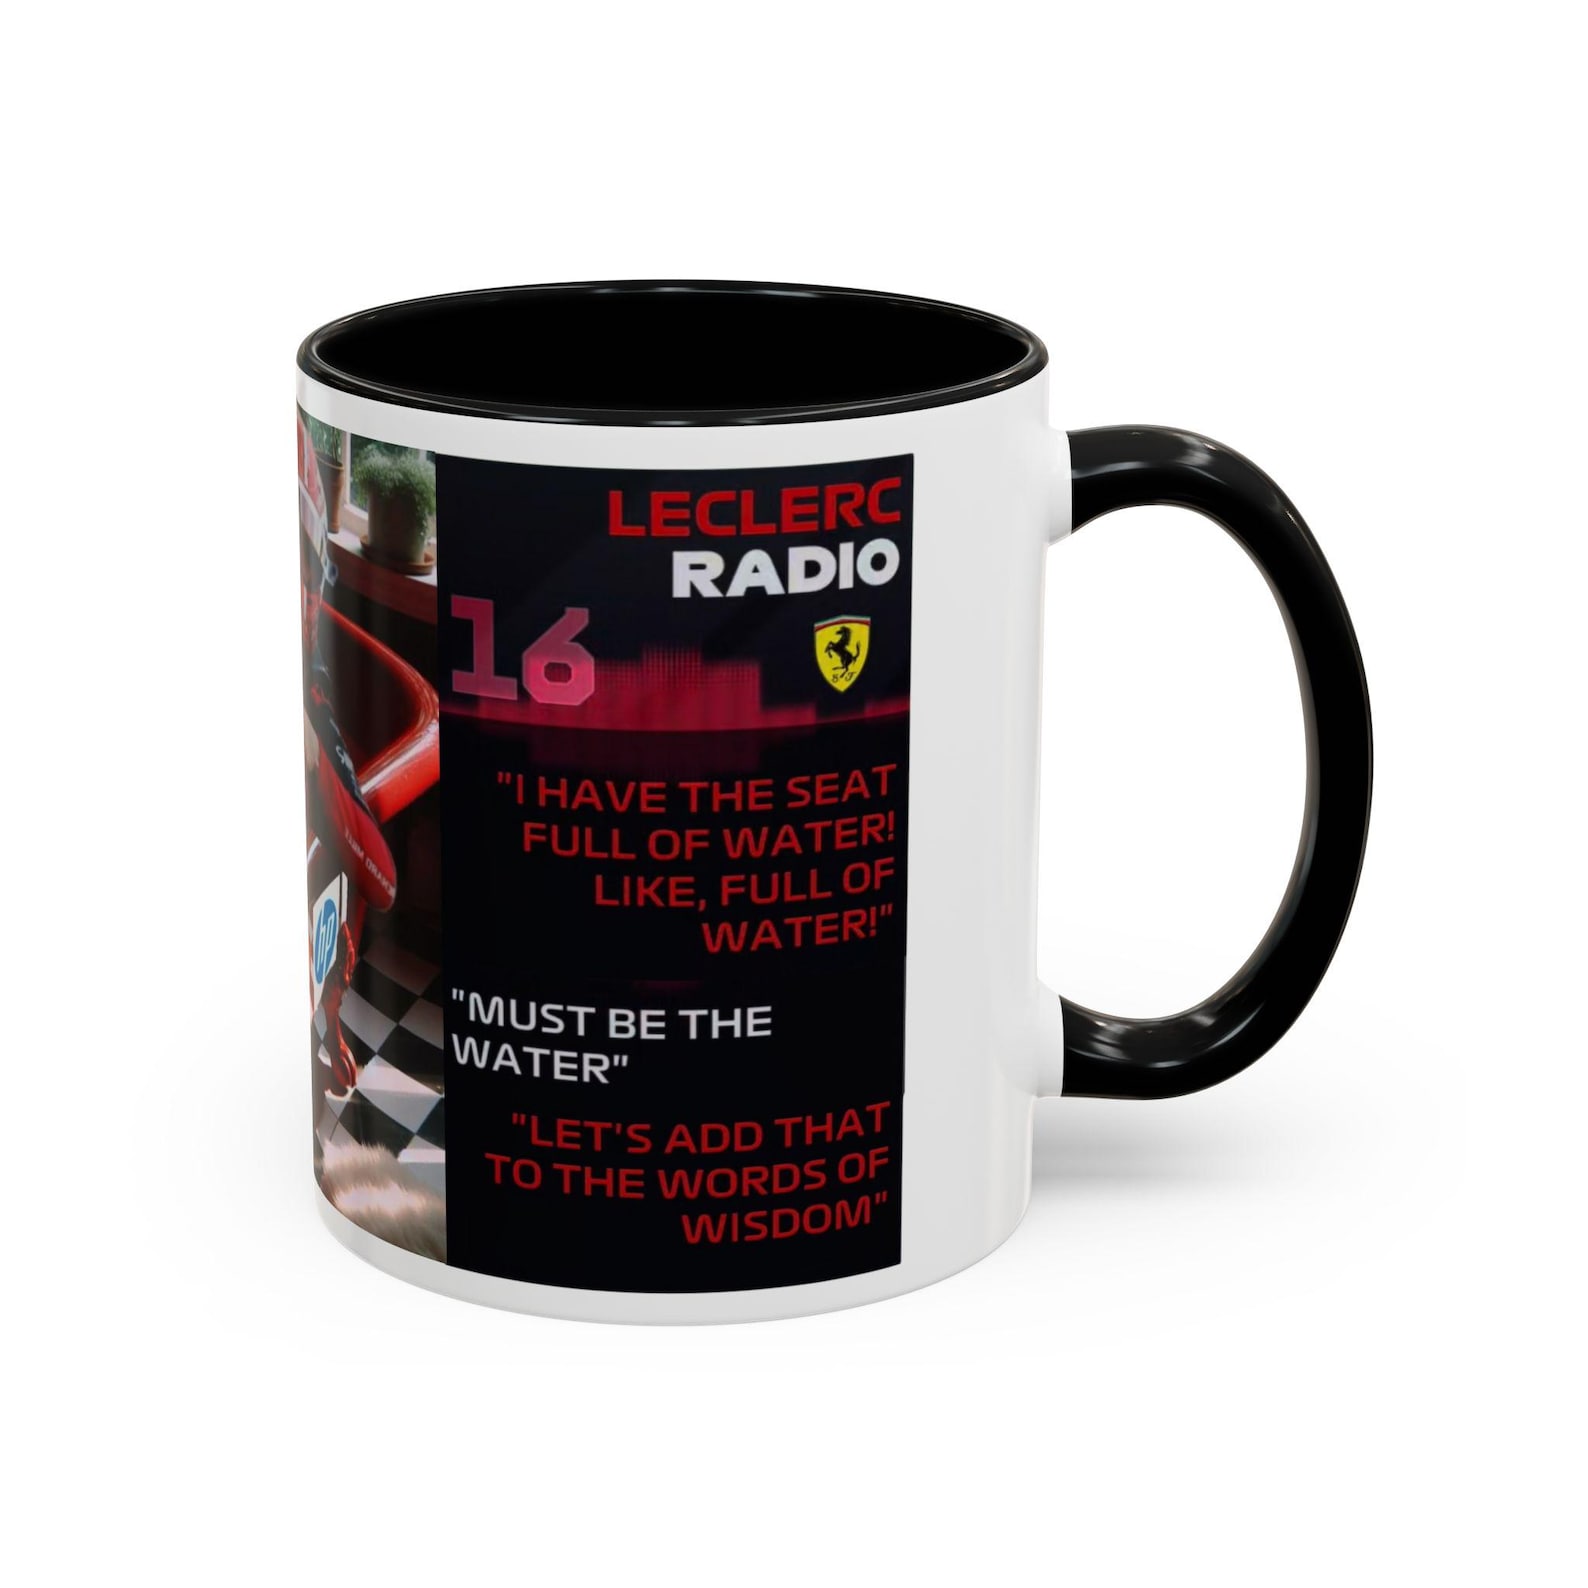 LECLERC
RADIO
16
S F
"I HAVE THE SEAT
FULL OF WATER!
LIKE, FULL OF
WATER!"
"MUST BE THE
WATER"
"LET'S ADD THAT
TO THE WORDS OF
WISDOM"
hp